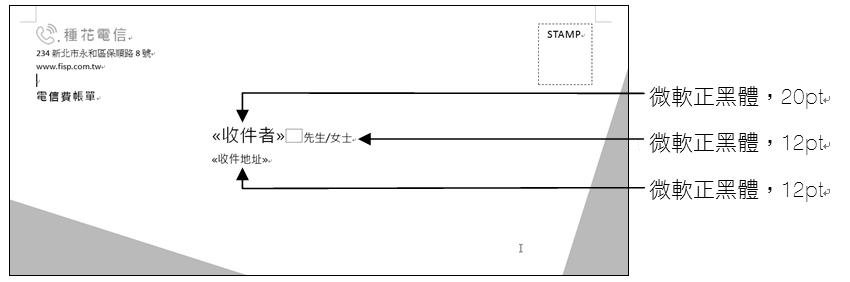 種花電信
STAMP
234 新北市永和區保順路 8 號
www.fisp.com.tw
電信費帳單
微軟正黑體，20pt
«收件者»□先生/女士
微軟正黑體，12pt
«收件地址»
微軟正黑體，12pt